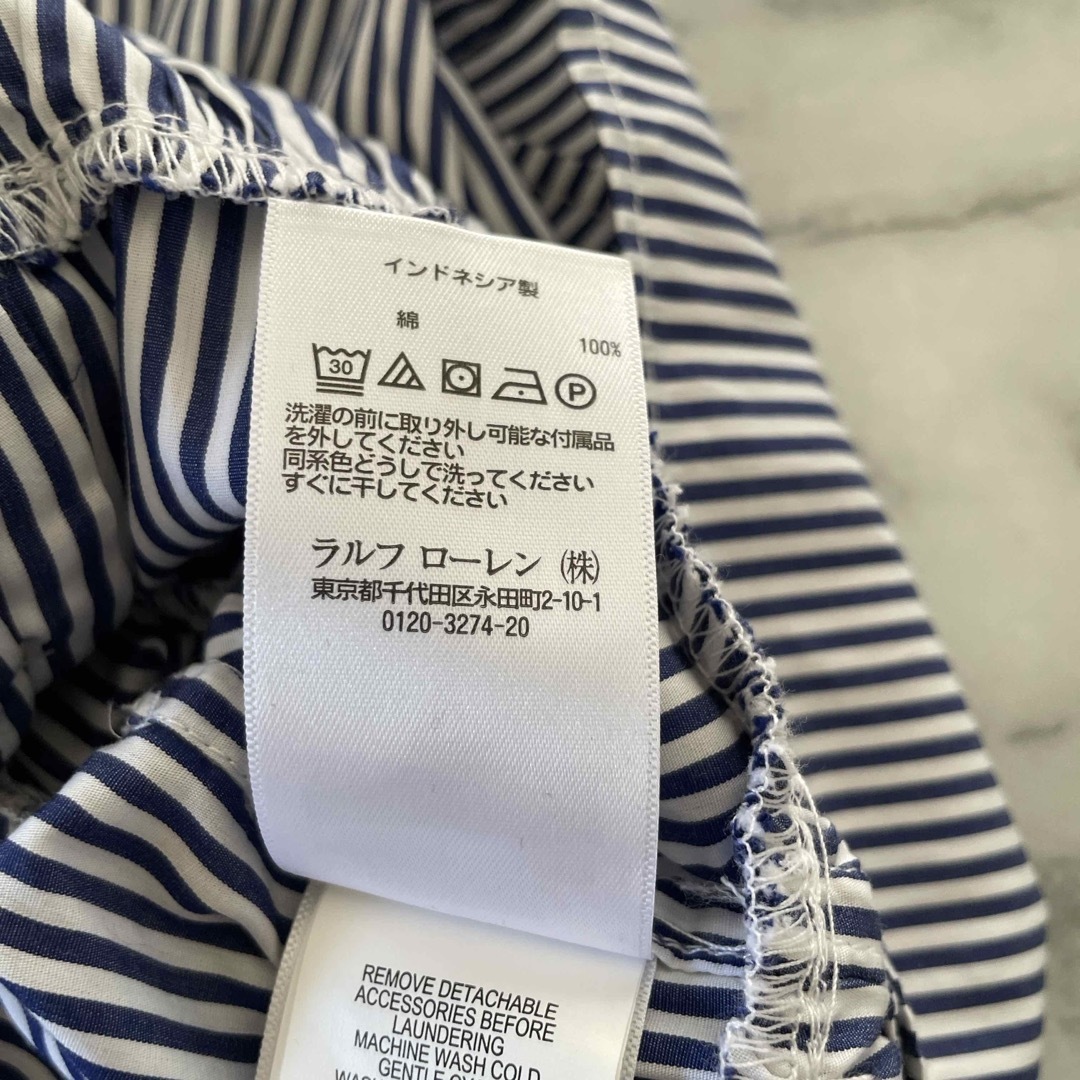 インドネシア製
綿
100%
30 P
洗濯の前に取り外し可能な付属品
を外してください
同系色どうしで洗ってください
すぐに干してください
ラルフ ローレン (株)
東京都千代田区永田町2-10-1
0120-3274-20
REMOVE DETACHABLE
ACCESSORIES BEFORE
LAUNDERING
MACHINE WASH COLD